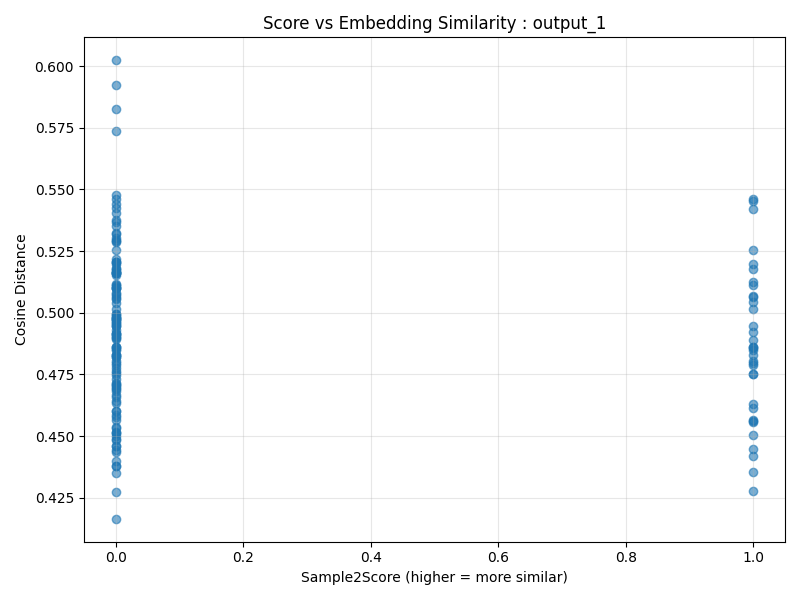 Score vs Embedding Similarity : output_1
Cosine Distance
0.600
0.575
0.550
0.525
0.500
0.475
0.450
0.425
0.0 0.2 0.4 0.6 0.8 1.0
Sample2Score (higher = more similar)